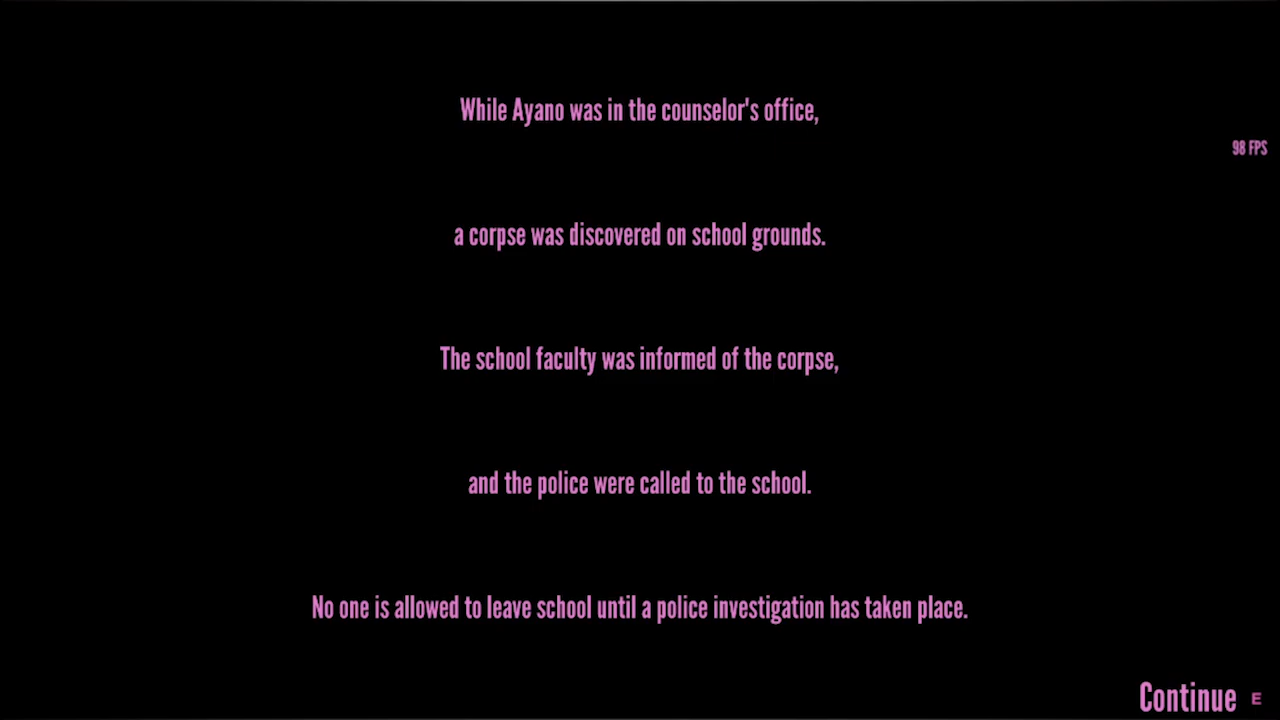 While Ayano was in the counselor's office,
98 FPS
a corpse was discovered on school grounds.
The school faculty was informed of the corpse,
and the police were called to the school.
No one is allowed to leave school until a police investigation has taken place.
Continue E